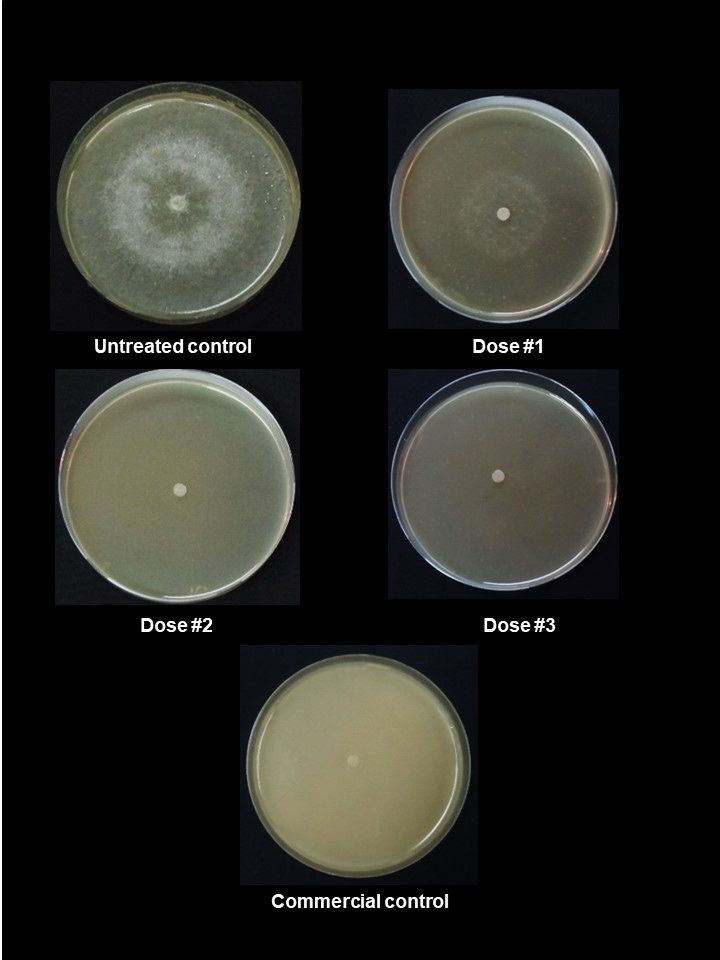 Untreated control
Dose #1
Dose #2
Dose #3
Commercial control